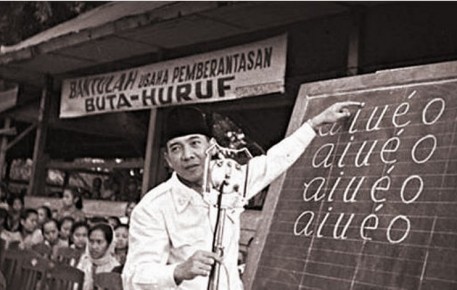 BANTULAH USAHA PEMBERANTASAN
BUTA-HURUF
a i u é o
a i u é o
a i u é o
a i u é o